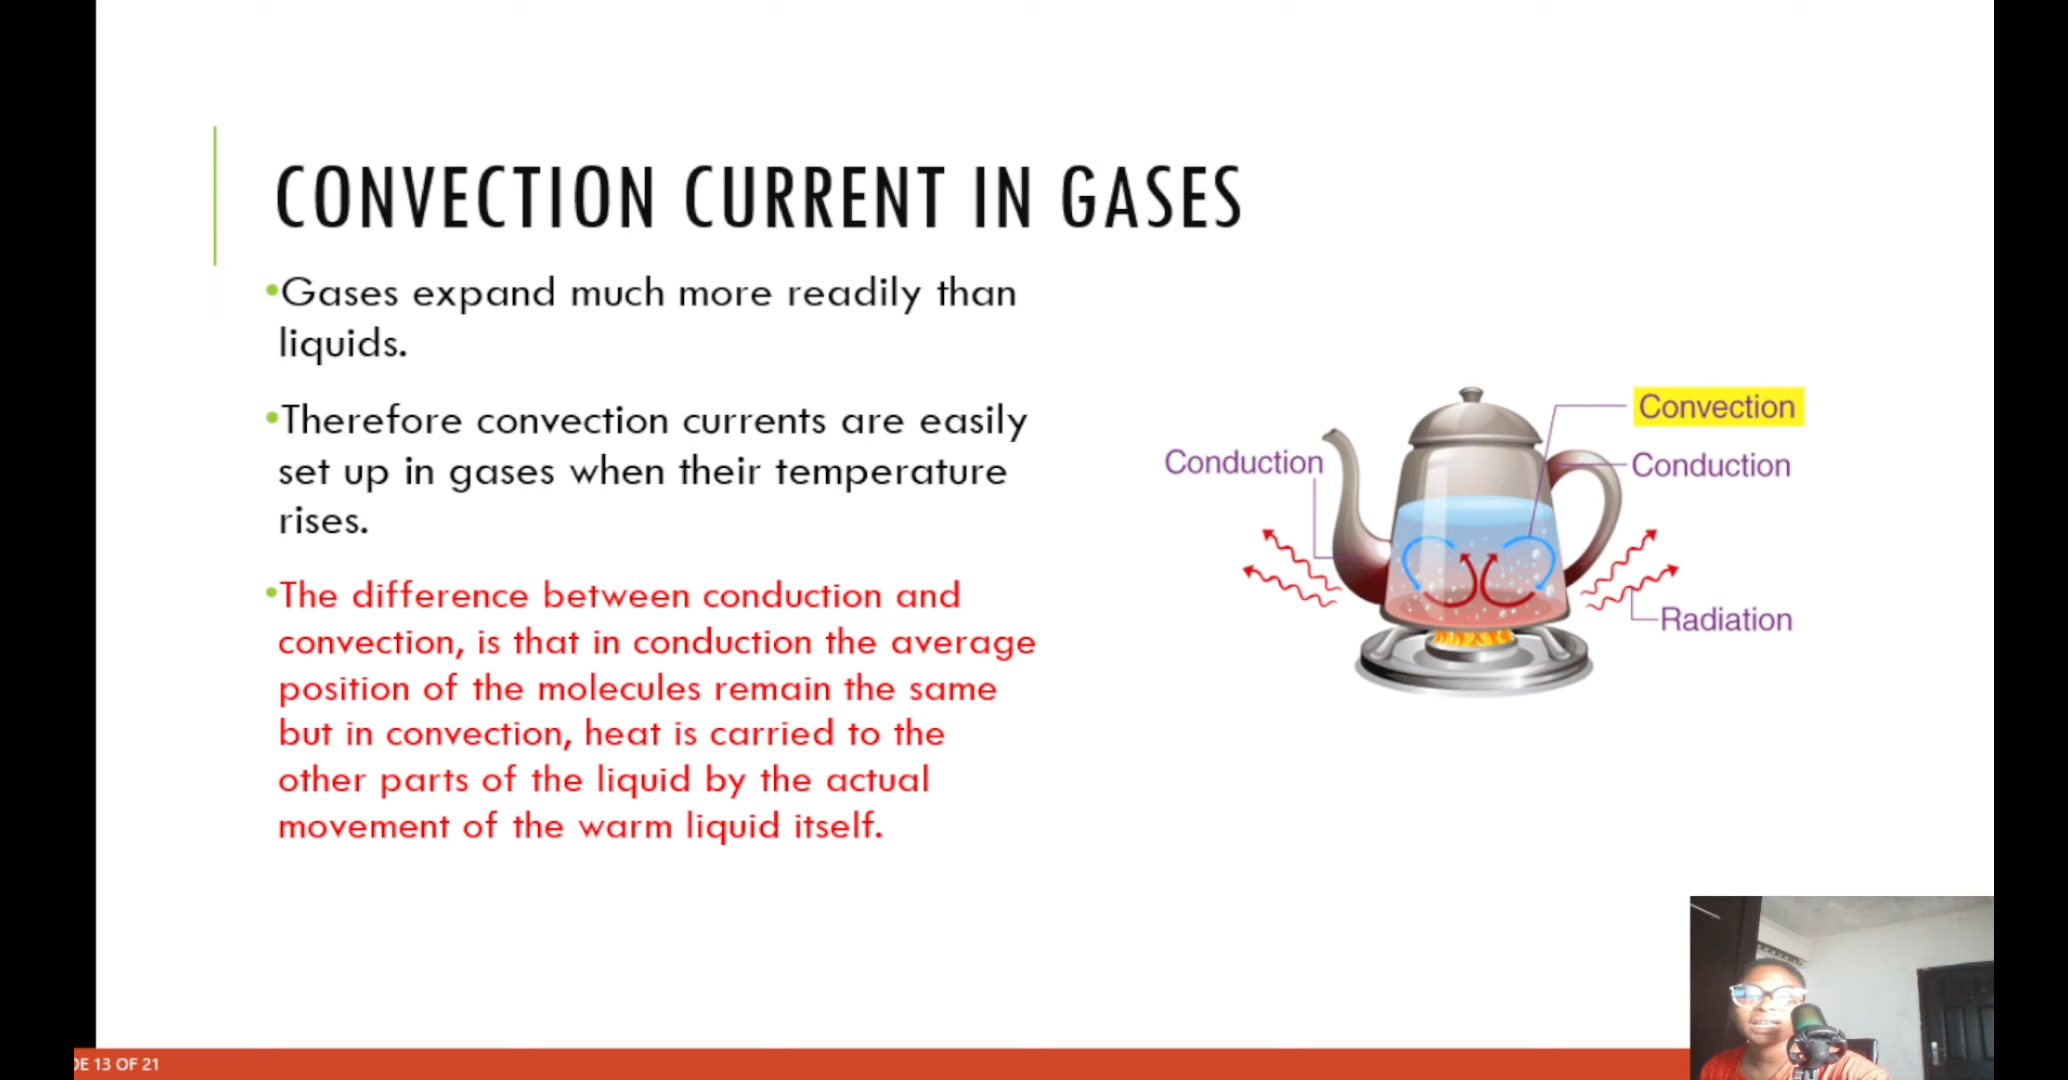 CONVECTION CURRENT IN GASES
•Gases expand much more readily than
liquids.
•Therefore convection currents are easily
set up in gases when their temperature
rises.
•The difference between conduction and
convection, is that in conduction the average
position of the molecules remain the same
but in convection, heat is carried to the
other parts of the liquid by the actual
movement of the warm liquid itself.
Convection
Conduction
Conduction
Radiation
DE 13 OF 21